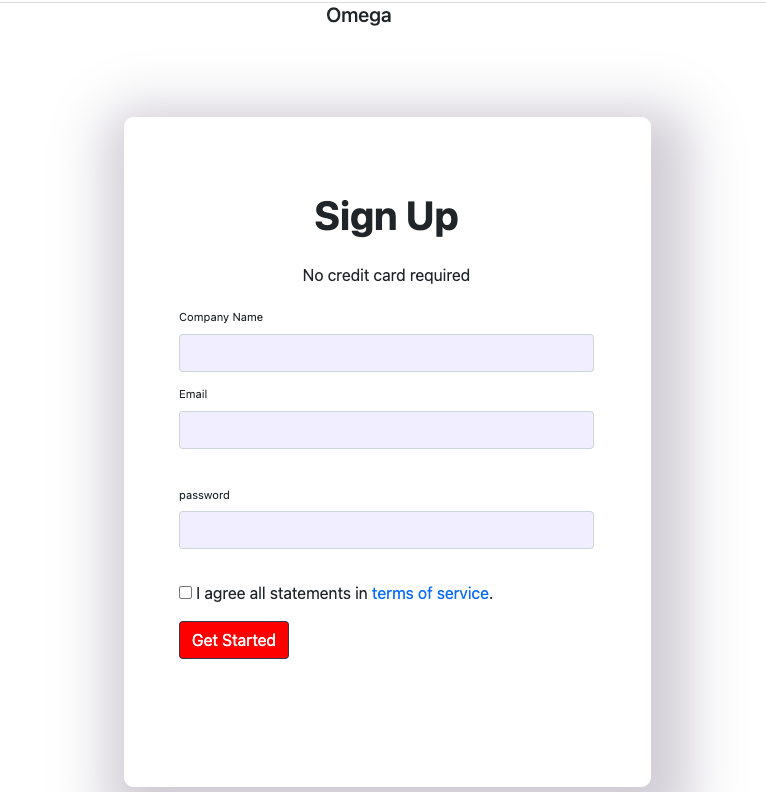 Omega
Sign Up
No credit card required
Company Name
Email
password
I agree all statements in terms of service.
Get Started